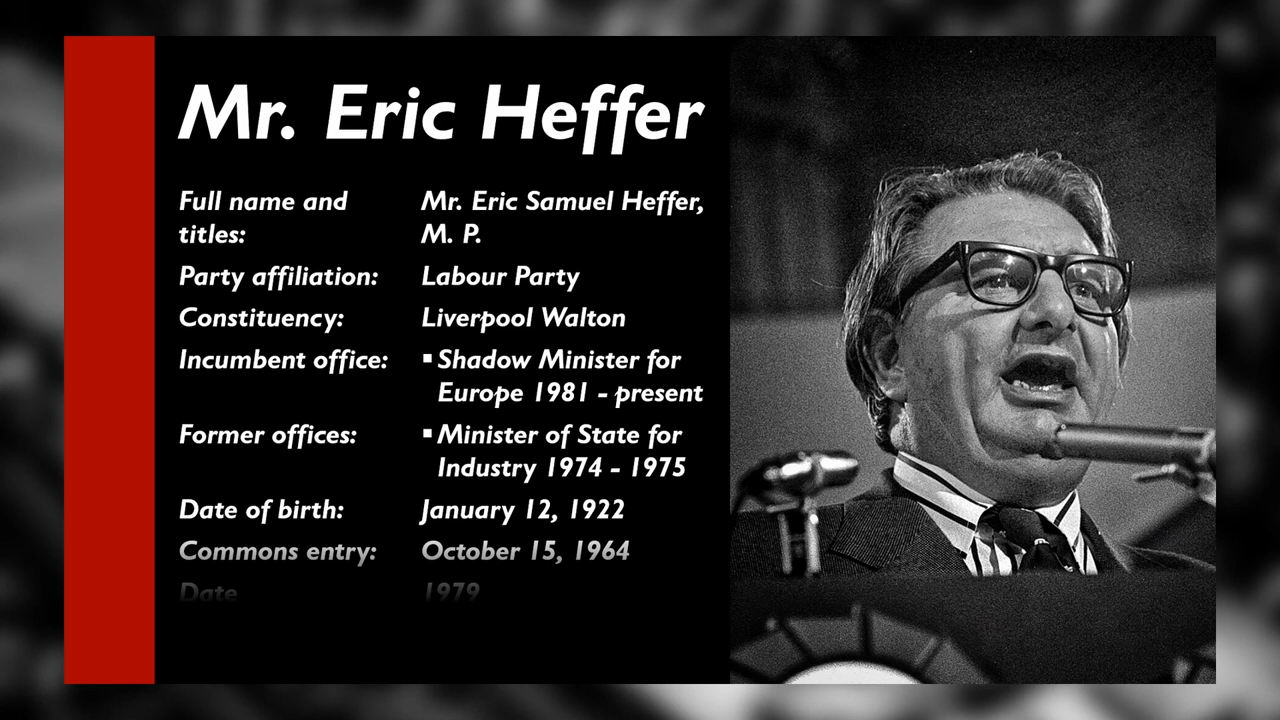 Mr. Eric Heffer
Full name and titles: Mr. Eric Samuel Heffer, M. P.
Party affiliation: Labour Party
Constituency: Liverpool Walton
Incumbent office: ▪ Shadow Minister for Europe 1981 - present
Former offices: ▪ Minister of State for Industry 1974 - 1975
Date of birth: January 12, 1922
Commons entry: October 15, 1964
Date 1979